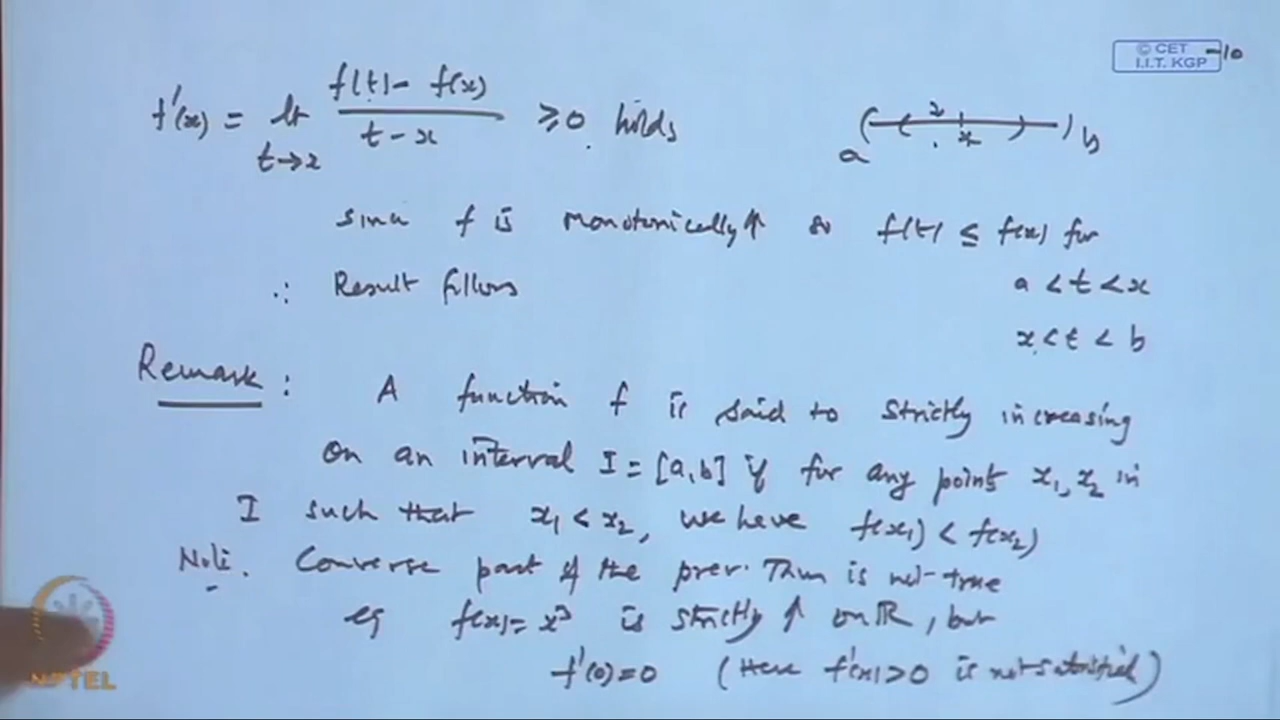 © CET
I.I.T. KGP
-10
f'(x) = lt t→x f(t) - f(x) / t - x ≥ 0 holds
a x b
since f is monotonically ↑ so f(t) ≤ f(x) for
a < t < x
∴ Result follows
x < t < b
Remark : A function f is said to strictly increasing
on an interval I = [a,b] if for any points x₁, x₂ in
I such that x₁ < x₂, we have f(x₁) < f(x₂)
Note. Converse part of the prev. Thm is not true
eg f(x) = x³ is strictly ↑ on ℝ, but
f'(0) = 0 (Here f'(x) > 0 is not satisfied)
NPTEL